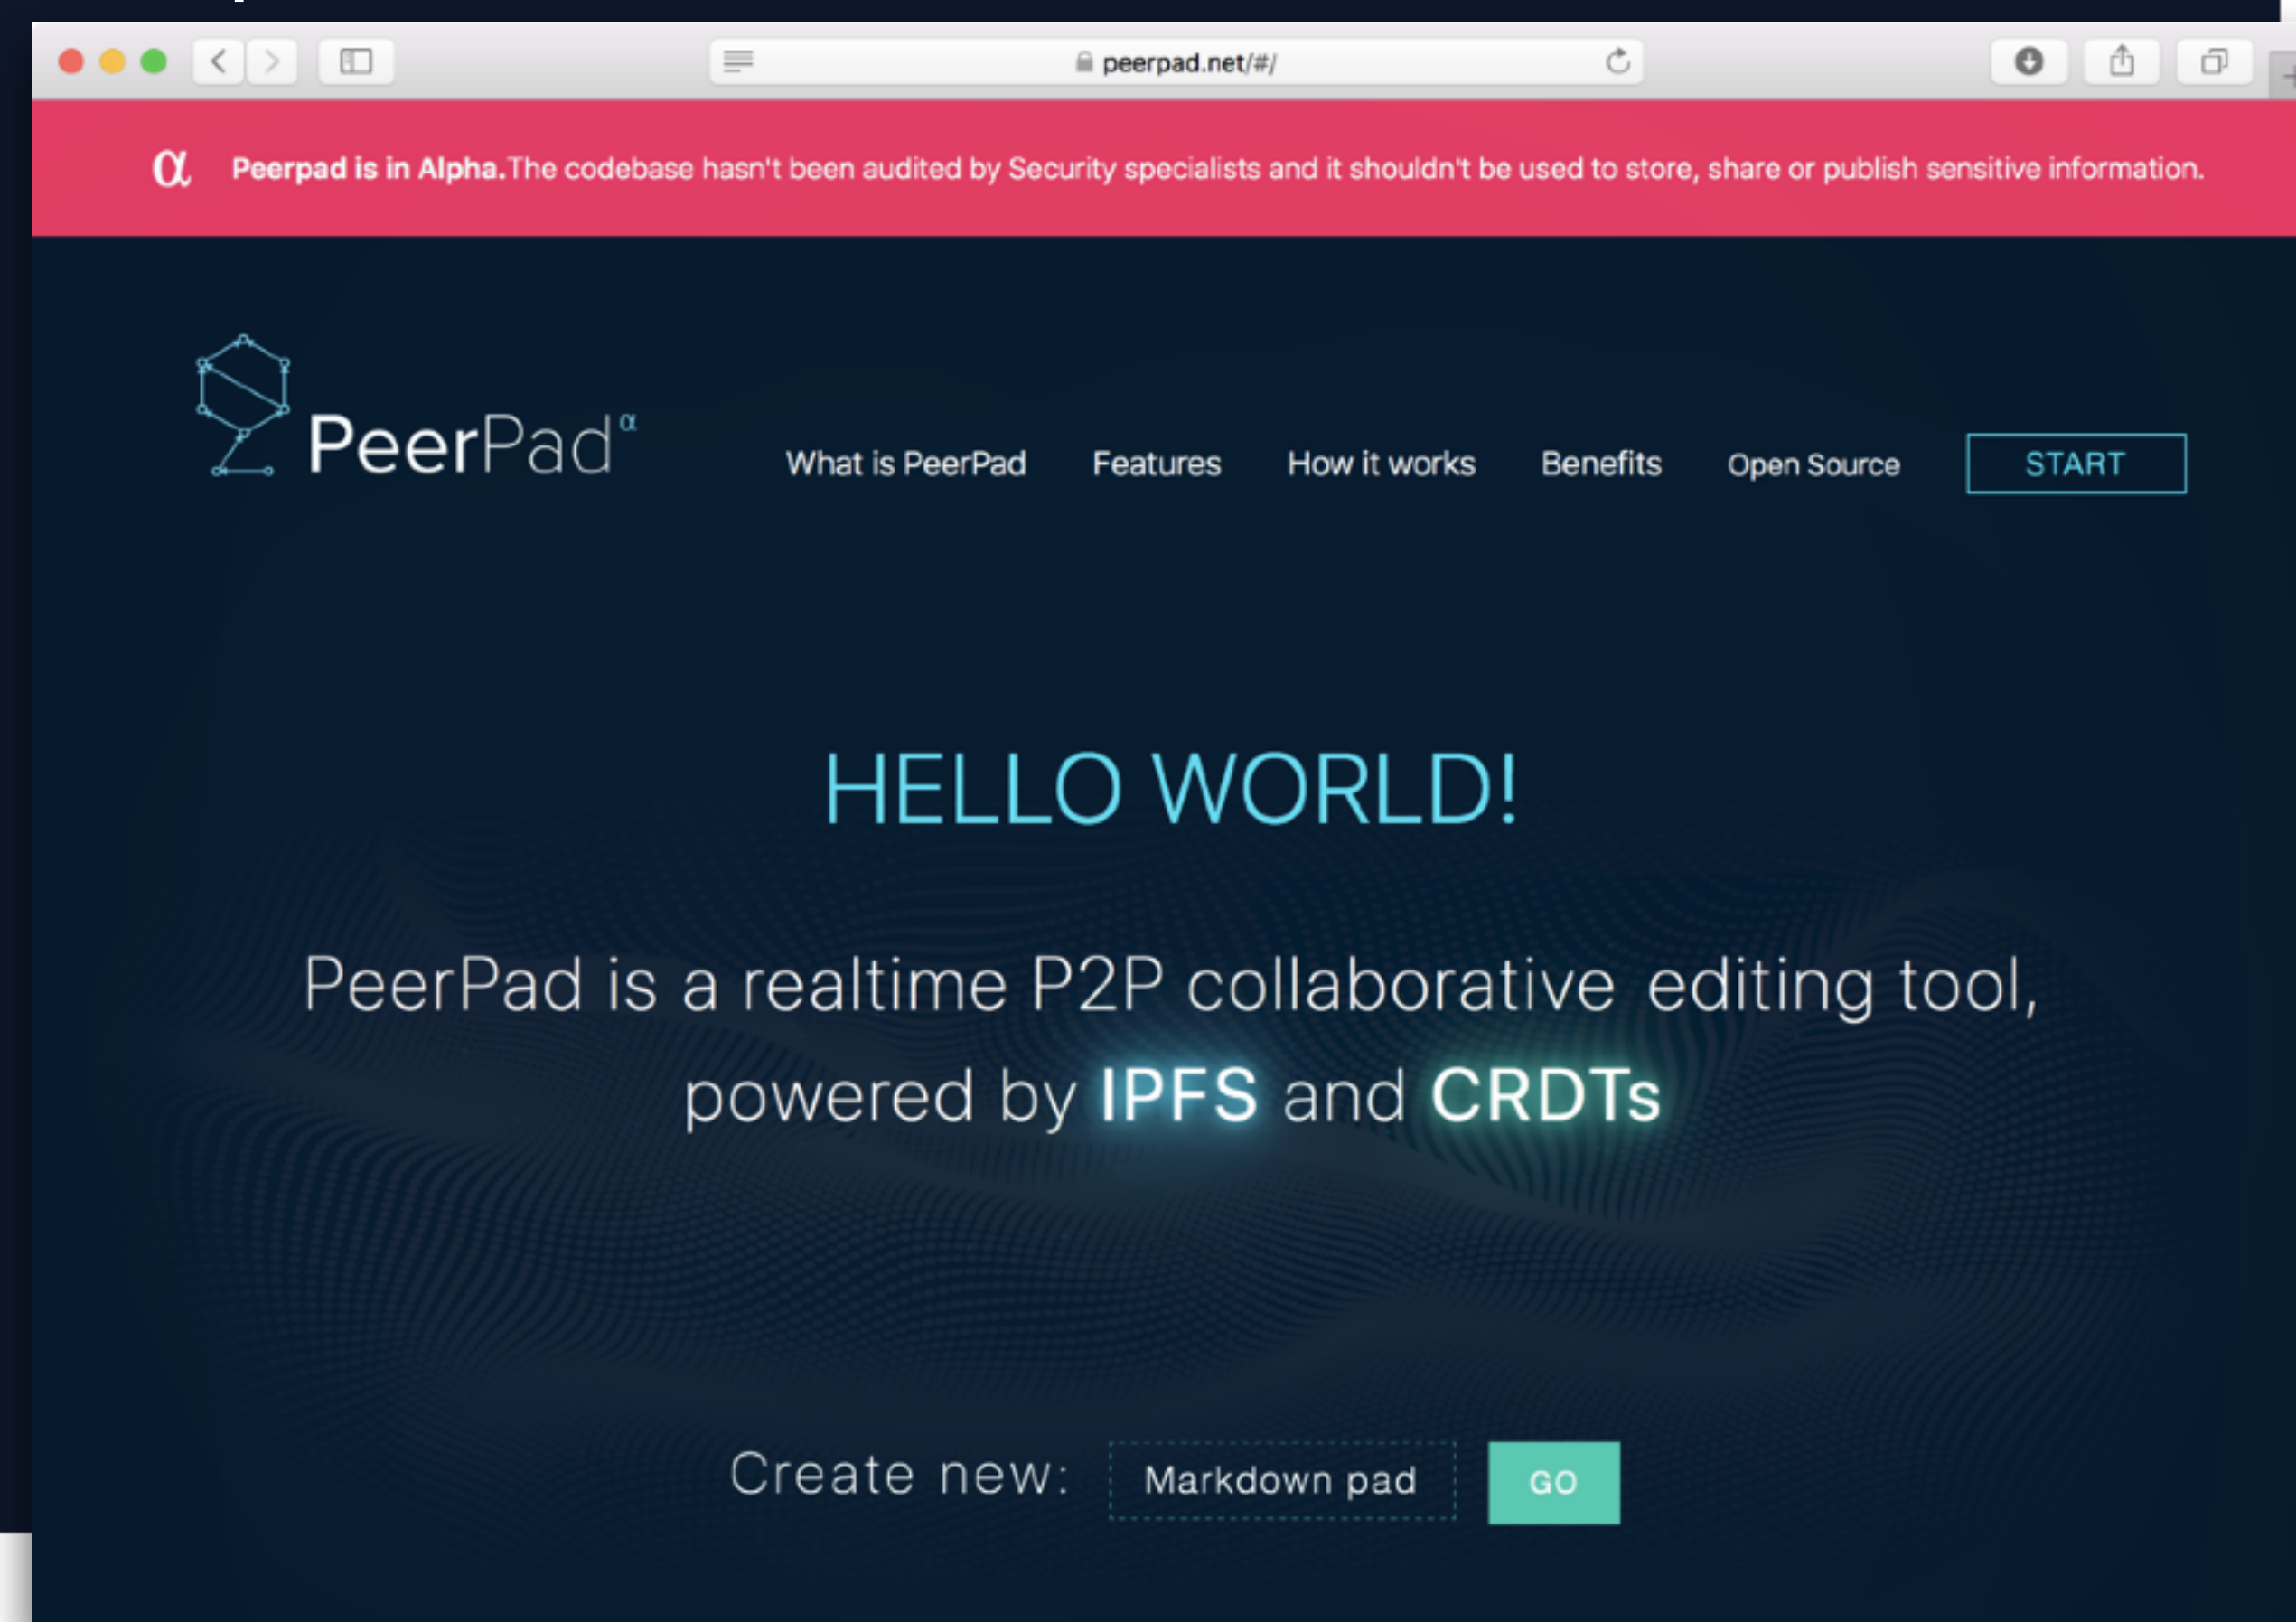 peerpad.net/#/
α Peerpad is in Alpha.The codebase hasn't been audited by Security specialists and it shouldn't be used to store, share or publish sensitive information.
PeerPad α
What is PeerPad Features How it works Benefits Open Source START
HELLO WORLD!
PeerPad is a realtime P2P collaborative editing tool,
powered by IPFS and CRDTs
Create new: Markdown pad GO